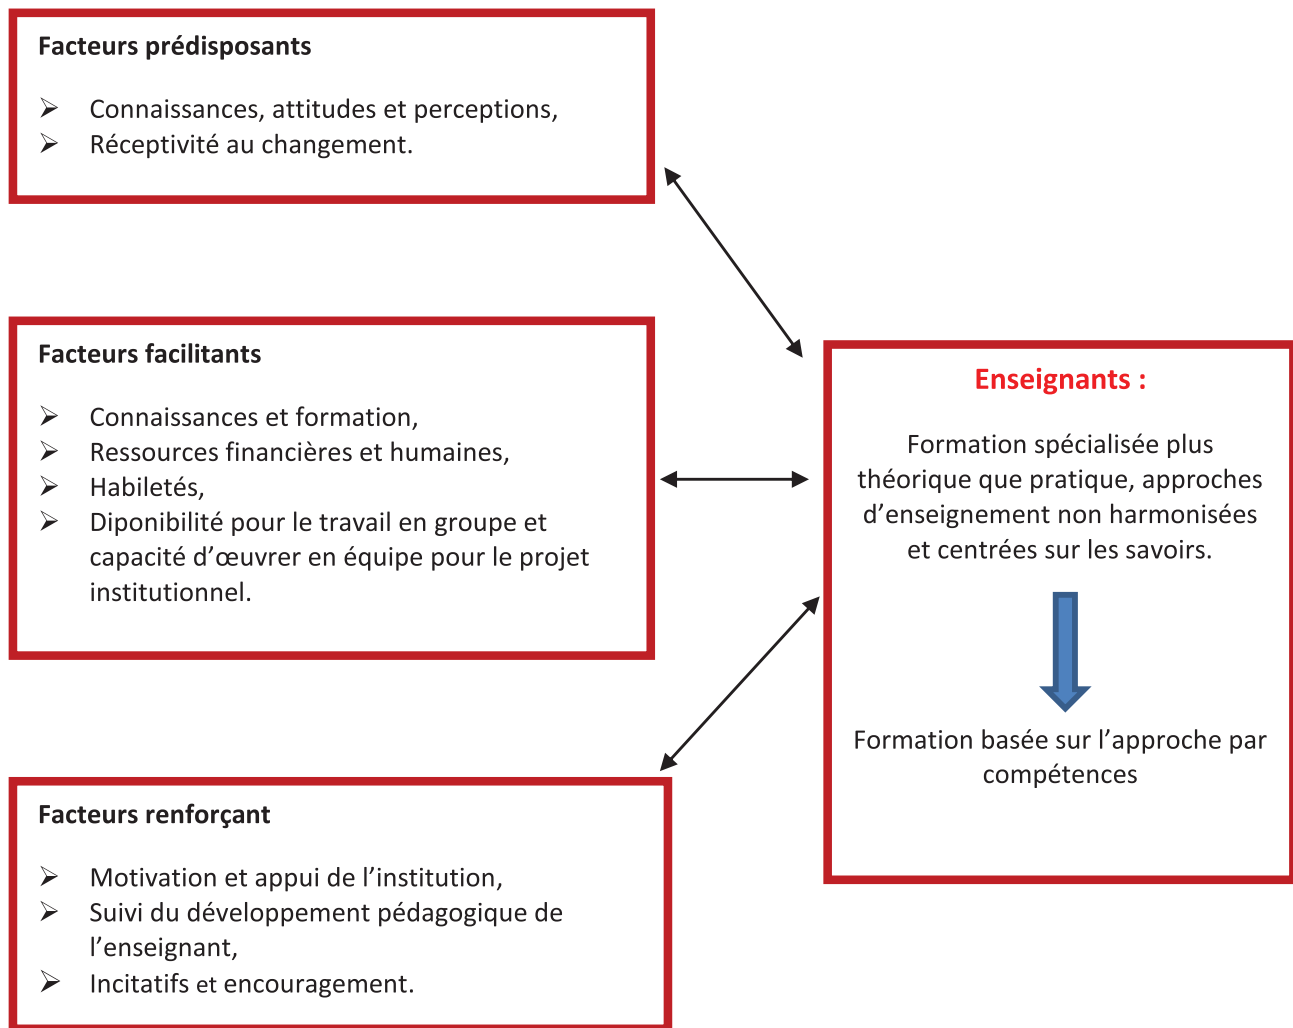 Facteurs prédisposants
➢ Connaissances, attitudes et perceptions,
➢ Réceptivité au changement.
Facteurs facilitants
➢ Connaissances et formation,
➢ Ressources financières et humaines,
➢ Habiletés,
➢ Diponibilité pour le travail en groupe et
capacité d’œuvrer en équipe pour le projet
institutionnel.
Facteurs renforçant
➢ Motivation et appui de l’institution,
➢ Suivi du développement pédagogique de
l’enseignant,
➢ Incitatifs et encouragement.
Enseignants :
Formation spécialisée plus
théorique que pratique, approches
d’enseignement non harmonisées
et centrées sur les savoirs.
Formation basée sur l’approche par
compétences